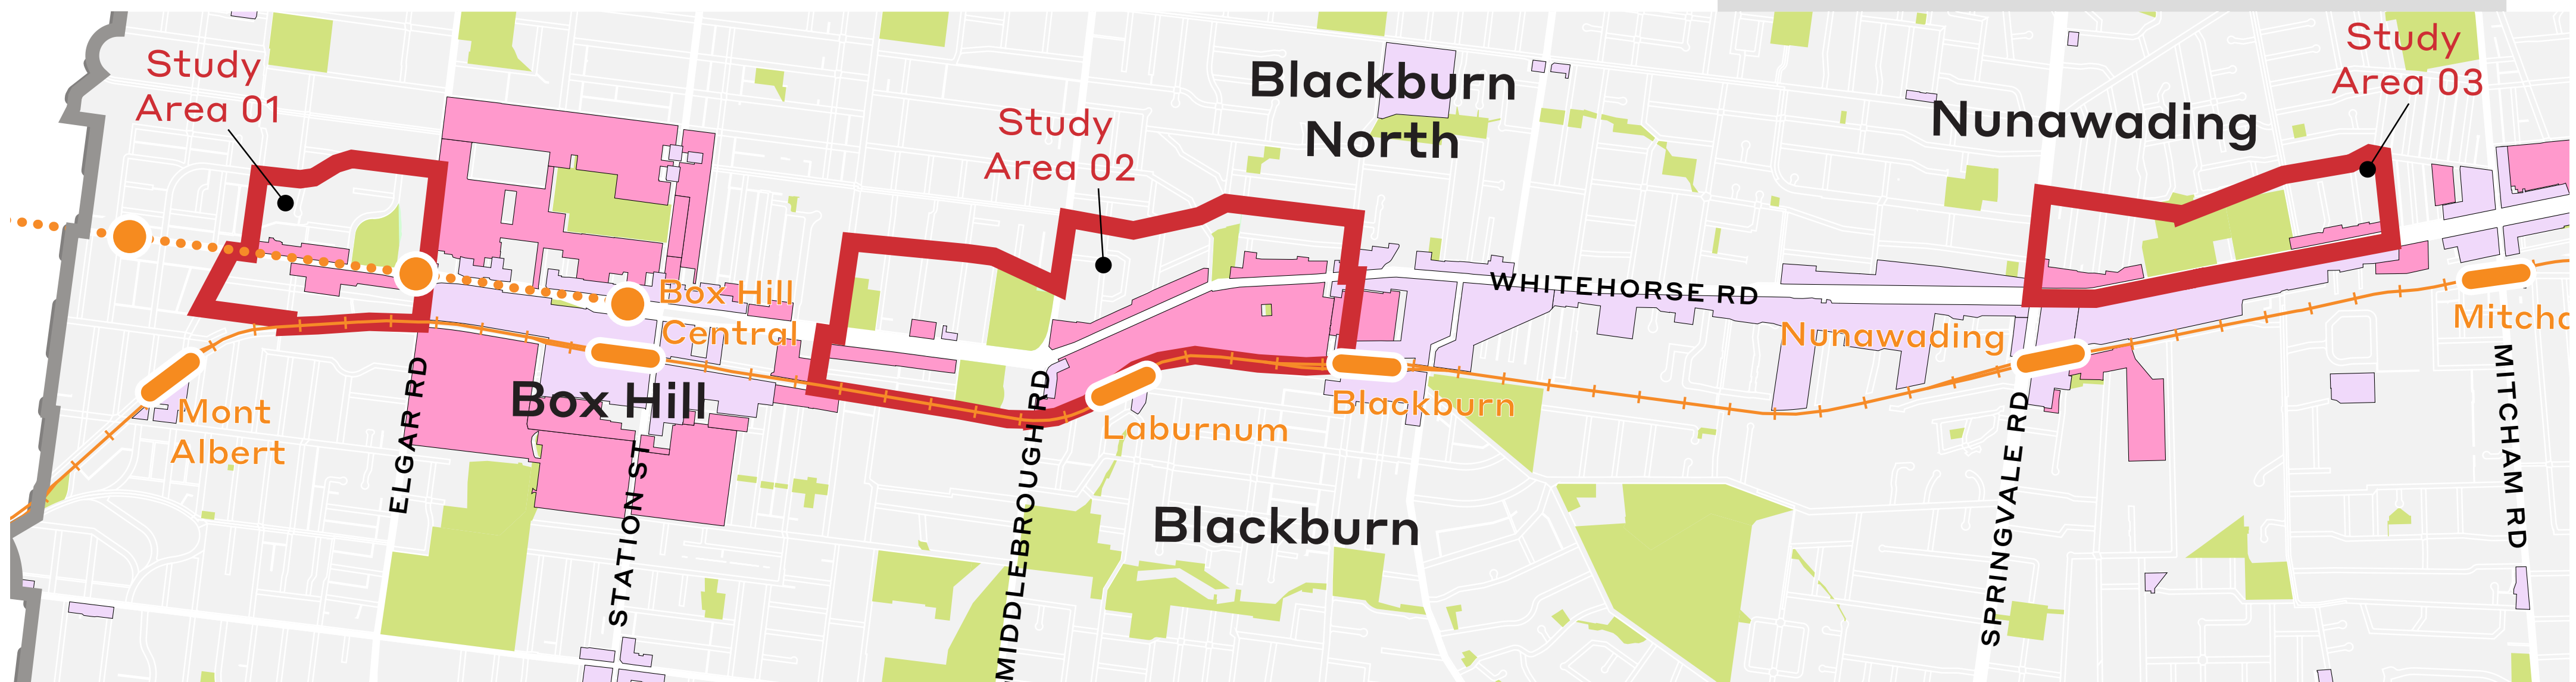 Study
Area 01
Study
Area 02
Blackburn
North
Nunawading
Study
Area 03
Box Hill
Central
WHITEHORSE RD
Nunawading
Mitcha
Mont
Albert
ELGAR RD
Box Hill
STATION ST
MIDDLEBROUGH RD
Laburnum
Blackburn
Blackburn
SPRINGVALE RD
MITCHAM RD